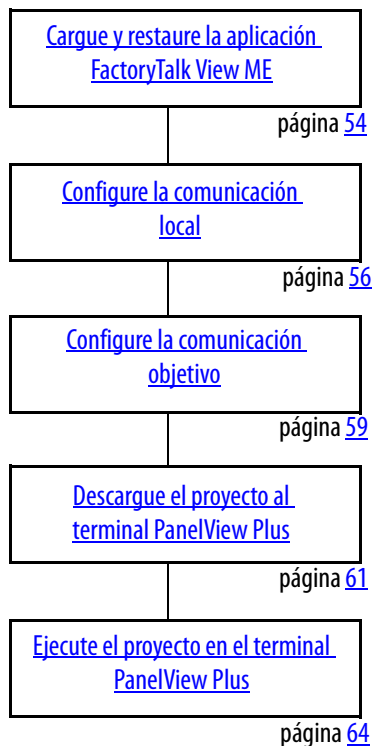 Cargue y restaure la aplicación
FactoryTalk View ME
página 54
Configure la comunicación
local
página 56
Configure la comunicación
objetivo
página 59
Descargue el proyecto al
terminal PanelView Plus
página 61
Ejecute el proyecto en el terminal
PanelView Plus
página 64